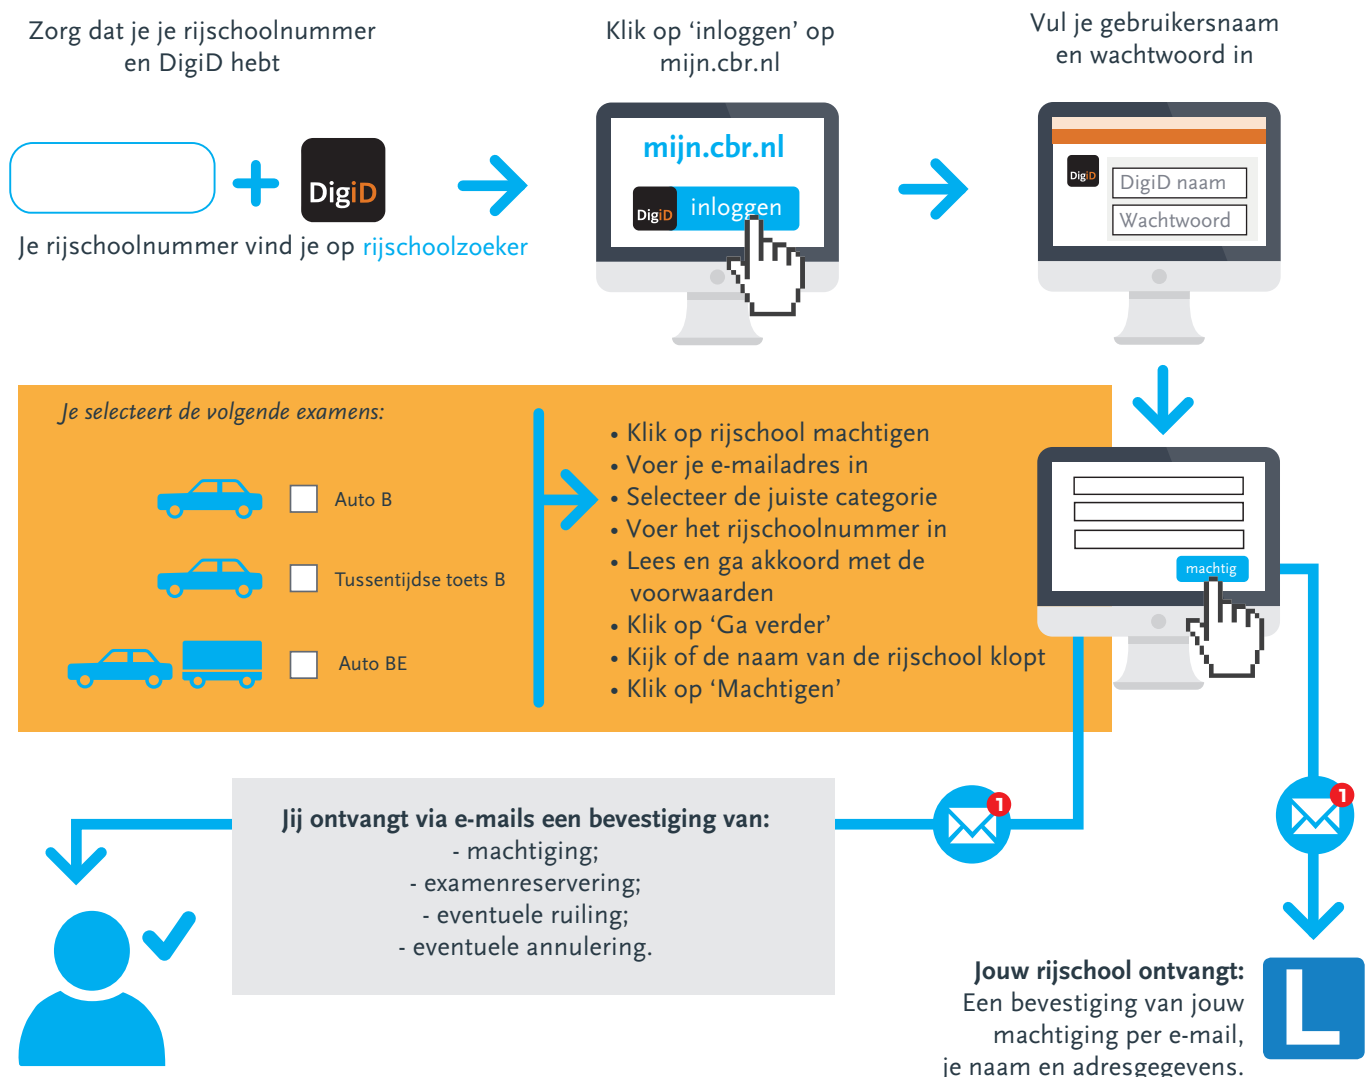 Zorg dat je je rijschoolnummer
en DigiD hebt
DigiD
Je rijschoolnummer vind je op rijschoolzoeker
Klik op ‘inloggen’ op
mijn.cbr.nl
mijn.cbr.nl
DigiD inloggen
Vul je gebruikersnaam
en wachtwoord in
DigiD
DigiD naam
Wachtwoord
Je selecteert de volgende examens:
Auto B
Tussentijdse toets B
Auto BE
• Klik op rijschool machtigen
• Voer je e-mailadres in
• Selecteer de juiste categorie
• Voer het rijschoolnummer in
• Lees en ga akkoord met de
voorwaarden
• Klik op ‘Ga verder’
• Kijk of de naam van de rijschool klopt
• Klik op ‘Machtigen’
machtig
Jij ontvangt via e-mails een bevestiging van:
- machtiging;
- examenreservering;
- eventuele ruiling;
- eventuele annulering.
1
1
Jouw rijschool ontvangt:
Een bevestiging van jouw
machtiging per e-mail,
je naam en adresgegevens.
L